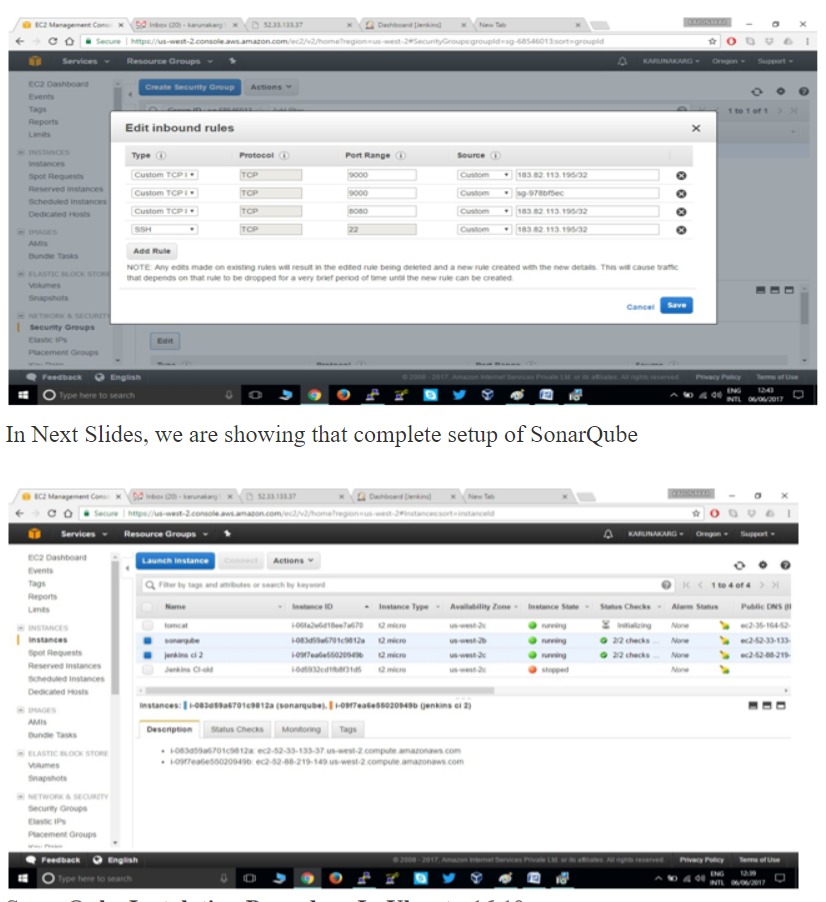 EC2 Management Cons
Inbox (20) - karunakarg
52.33.133.37
Dashboard [Jenkins]
New Tab
Secure https://us-west-2.console.aws.amazon.com/ec2/v2/home?region=us-west-2#SecurityGroups:groupId=sg-68546013;sort=groupId
Services
Resource Groups
KARUNAKARG
Oregon
Support
EC2 Dashboard
Events
Tags
Reports
Limits
INSTANCES
Instances
Spot Requests
Reserved Instances
Scheduled Instances
Dedicated Hosts
IMAGES
AMIs
Bundle Tasks
ELASTIC BLOCK STORE
Volumes
Snapshots
NETWORK & SECURITY
Security Groups
Elastic IPs
Placement Groups
Create Security Group
Actions
1 to 1 of 1
Edit inbound rules
Type Protocol Port Range Source
Custom TCP TCP 9000 Custom 183.82.113.195/32
Custom TCP TCP 9000 Custom sg-978bf5ec
Custom TCP TCP 8080 Custom 183.82.113.195/32
SSH TCP 22 Custom 183.82.113.195/32
Add Rule
NOTE: Any edits made on existing rules will result in the edited rule being deleted and a new rule created with the new details. This will cause traffic
that depends on that rule to be dropped for a very brief period of time until the new rule can be created.
Cancel Save
Edit
Feedback English
© 2008 - 2017, Amazon Internet Services Private Ltd. or its affiliates. All rights reserved. Privacy Policy Terms of Use
Type here to search
ENG 12:43
INTL 06/06/2017
In Next Slides, we are showing that complete setup of SonarQube
EC2 Management Cons
Inbox (20) - karunakarg
52.33.133.37
Dashboard [Jenkins]
New Tab
Secure https://us-west-2.console.aws.amazon.com/ec2/v2/home?region=us-west-2#Instances:sort=instanceId
Services
Resource Groups
KARUNAKARG
Oregon
Support
EC2 Dashboard
Events
Tags
Reports
Limits
INSTANCES
Instances
Spot Requests
Reserved Instances
Scheduled Instances
Dedicated Hosts
IMAGES
AMIs
Bundle Tasks
ELASTIC BLOCK STORE
Volumes
Snapshots
NETWORK & SECURITY
Security Groups
Elastic IPs
Placement Groups
Launch Instance
Connect
Actions
Filter by tags and attributes or search by keyword
1 to 4 of 4
Name Instance ID Instance Type Availability Zone Instance State Status Checks Alarm Status Public DNS
tomcat i-06fa2e6d18ee7a670 t2.micro us-west-2c running Initializing None ec2-35-164-52-
sonarqube i-083d59a6701c9812a t2.micro us-west-2b running 2/2 checks ... None ec2-52-33-133-
jenkins ci 2 i-09f7ea6e55020949b t2.micro us-west-2c running 2/2 checks ... None ec2-52-88-219-
Jenkins CI-old t2.micro us-west-2c stopped None
Instances: i-083d59a6701c9812a (sonarqube), i-09f7ea6e55020949b (jenkins ci 2)
Description
Status Checks
Monitoring
Tags
i-083d59a6701c9812a: ec2-52-33-133-37.us-west-2.compute.amazonaws.com
i-09f7ea6e55020949b: ec2-52-88-219-149.us-west-2.compute.amazonaws.com
Feedback English
© 2008 - 2017, Amazon Internet Services Private Ltd. or its affiliates. All rights reserved. Privacy Policy Terms of Use
Type here to search
ENG 12:39
INTL 06/06/2017